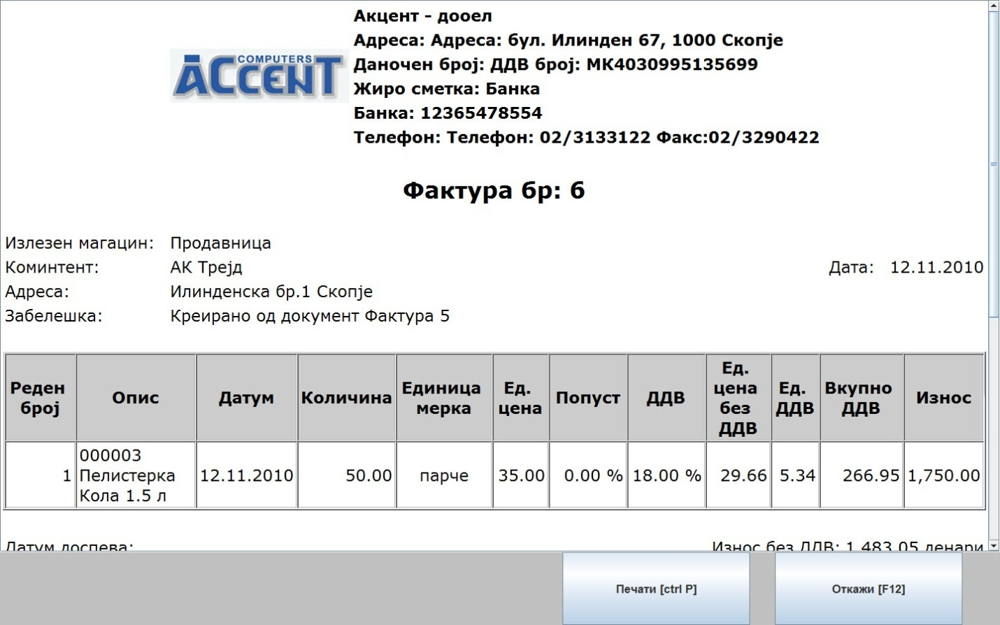 COMPUTERS
ACCENT
Акцент - дооел
Адреса: Адреса: бул. Илинден 67, 1000 Скопје
Даночен број: ДДВ број: МК4030995135699
Жиро сметка: Банка
Банка: 12365478554
Телефон: Телефон: 02/3133122 Факс:02/3290422
Фактура бр: 6
Излезен магацин: Продавница
Коминтент: АК Трејд Дата: 12.11.2010
Адреса: Илинденска бр.1 Скопје
Забелешка: Креирано од документ Фактура 5
Реден број Опис Датум Количина Единица мерка Ед. цена Попуст ДДВ Ед. цена без ДДВ Ед. ДДВ Вкупно ДДВ Износ
1 000003 Пелистерка Кола 1.5 л 12.11.2010 50.00 парче 35.00 0.00 % 18.00 % 29.66 5.34 266.95 1,750.00
Датум доспева: Износ без ДДВ: 1,483.05 денари
Печати [ctrl P] Откажи [F12]